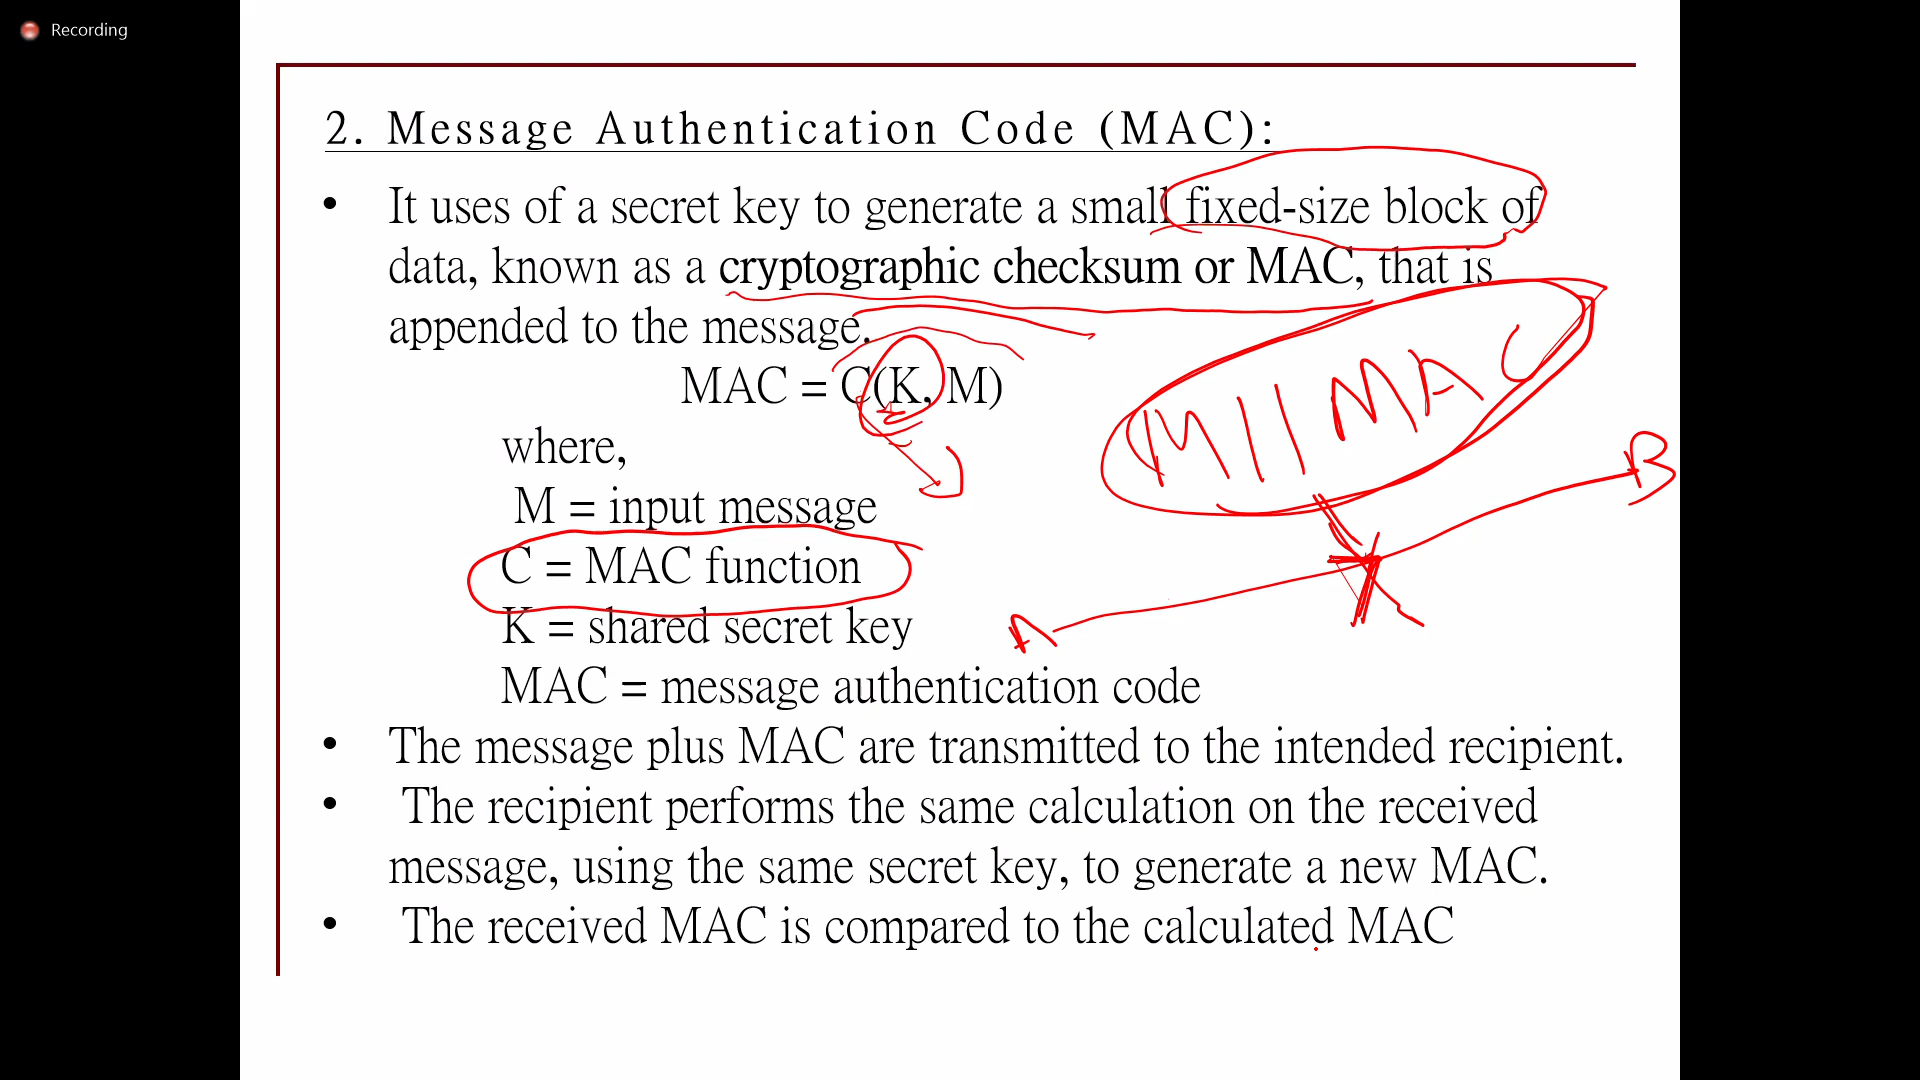 Recording
2. Message Authentication Code (MAC):
• It uses of a secret key to generate a small fixed-size block of
data, known as a cryptographic checksum or MAC, that is
appended to the message.
MAC = C(K, M)
M||MAC
where,
B
M = input message
C = MAC function
K = shared secret key
A
MAC = message authentication code
• The message plus MAC are transmitted to the intended recipient.
• The recipient performs the same calculation on the received
message, using the same secret key, to generate a new MAC.
• The received MAC is compared to the calculated MAC